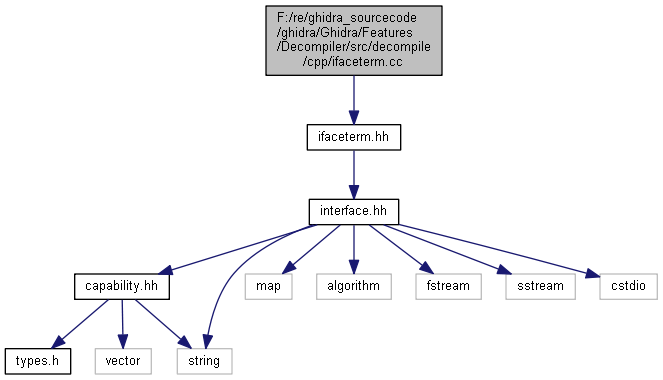 F:/re/ghidra_sourcecode
/ghidra/Ghidra/Features
/Decompiler/src/decompile
/cpp/ifaceterm.cc
ifaceterm.hh
interface.hh
capability.hh
map
algorithm
fstream
sstream
cstdio
types.h
vector
string